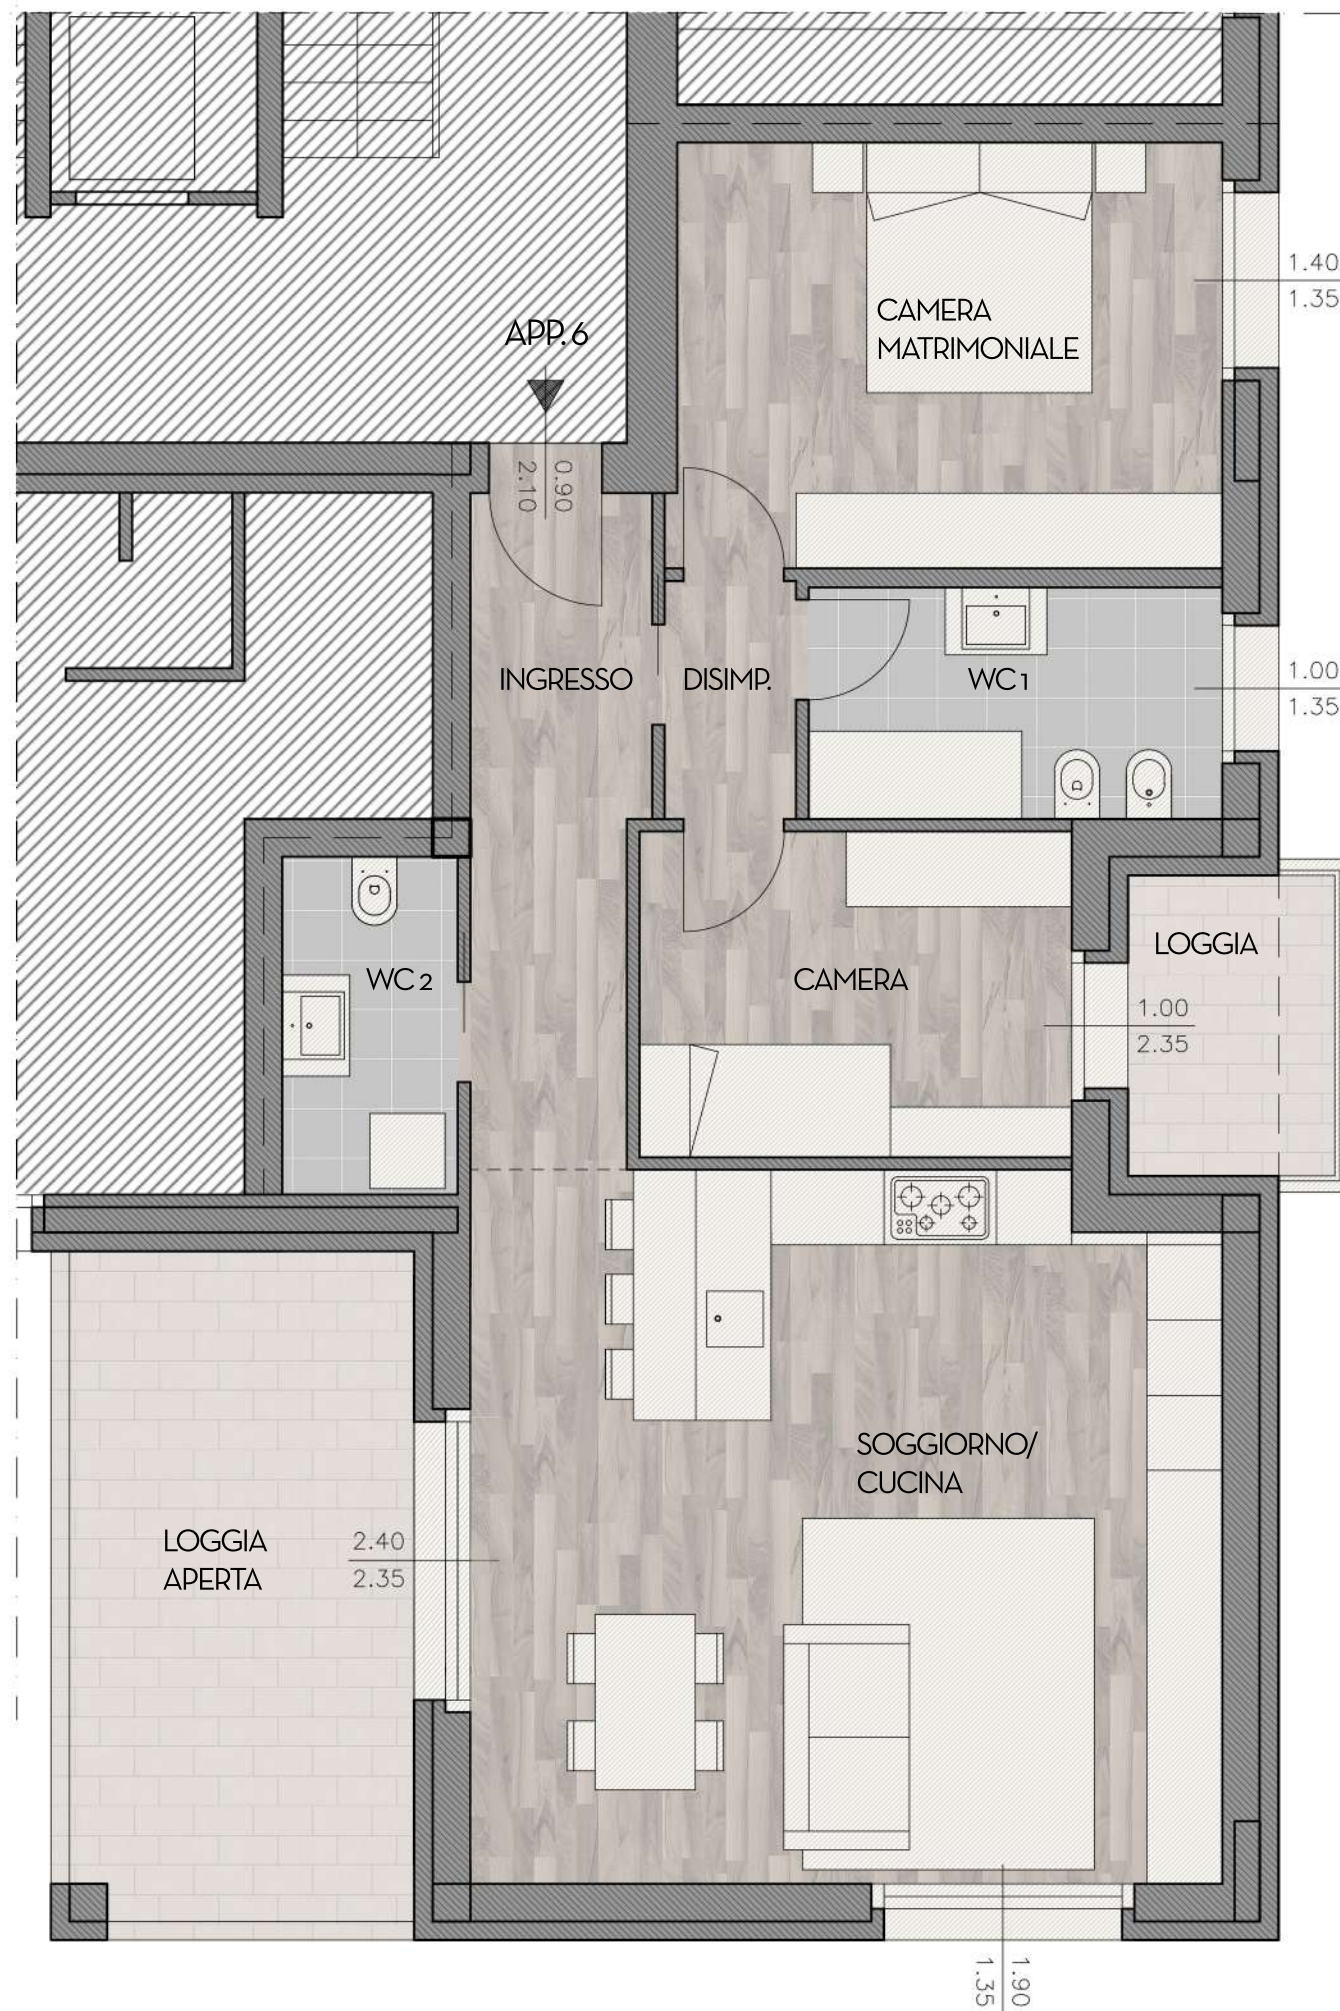 APP. 6
CAMERA
MATRIMONIALE
1.40
1.35
0.90
2.10
INGRESSO
DISIMP.
WC 1
1.00
1.35
WC 2
CAMERA
LOGGIA
1.00
2.35
SOGGIORNO/
CUCINA
LOGGIA
APERTA
2.40
2.35
1.90
1.35